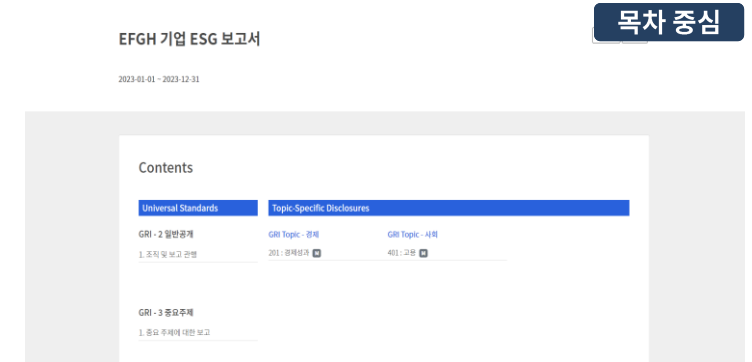 목차 중심
EFGH 기업 ESG 보고서
2023-01-01 ~ 2023-12-31
Contents
Universal Standards
Topic-Specific Disclosures
GRI - 2 일반공개
GRI Topic - 경제
GRI Topic - 사회
1. 조직 및 보고 관행
201 : 경제성과 M
401 : 고용 M
GRI - 3 중요주제
1. 중요 주제에 대한 보고